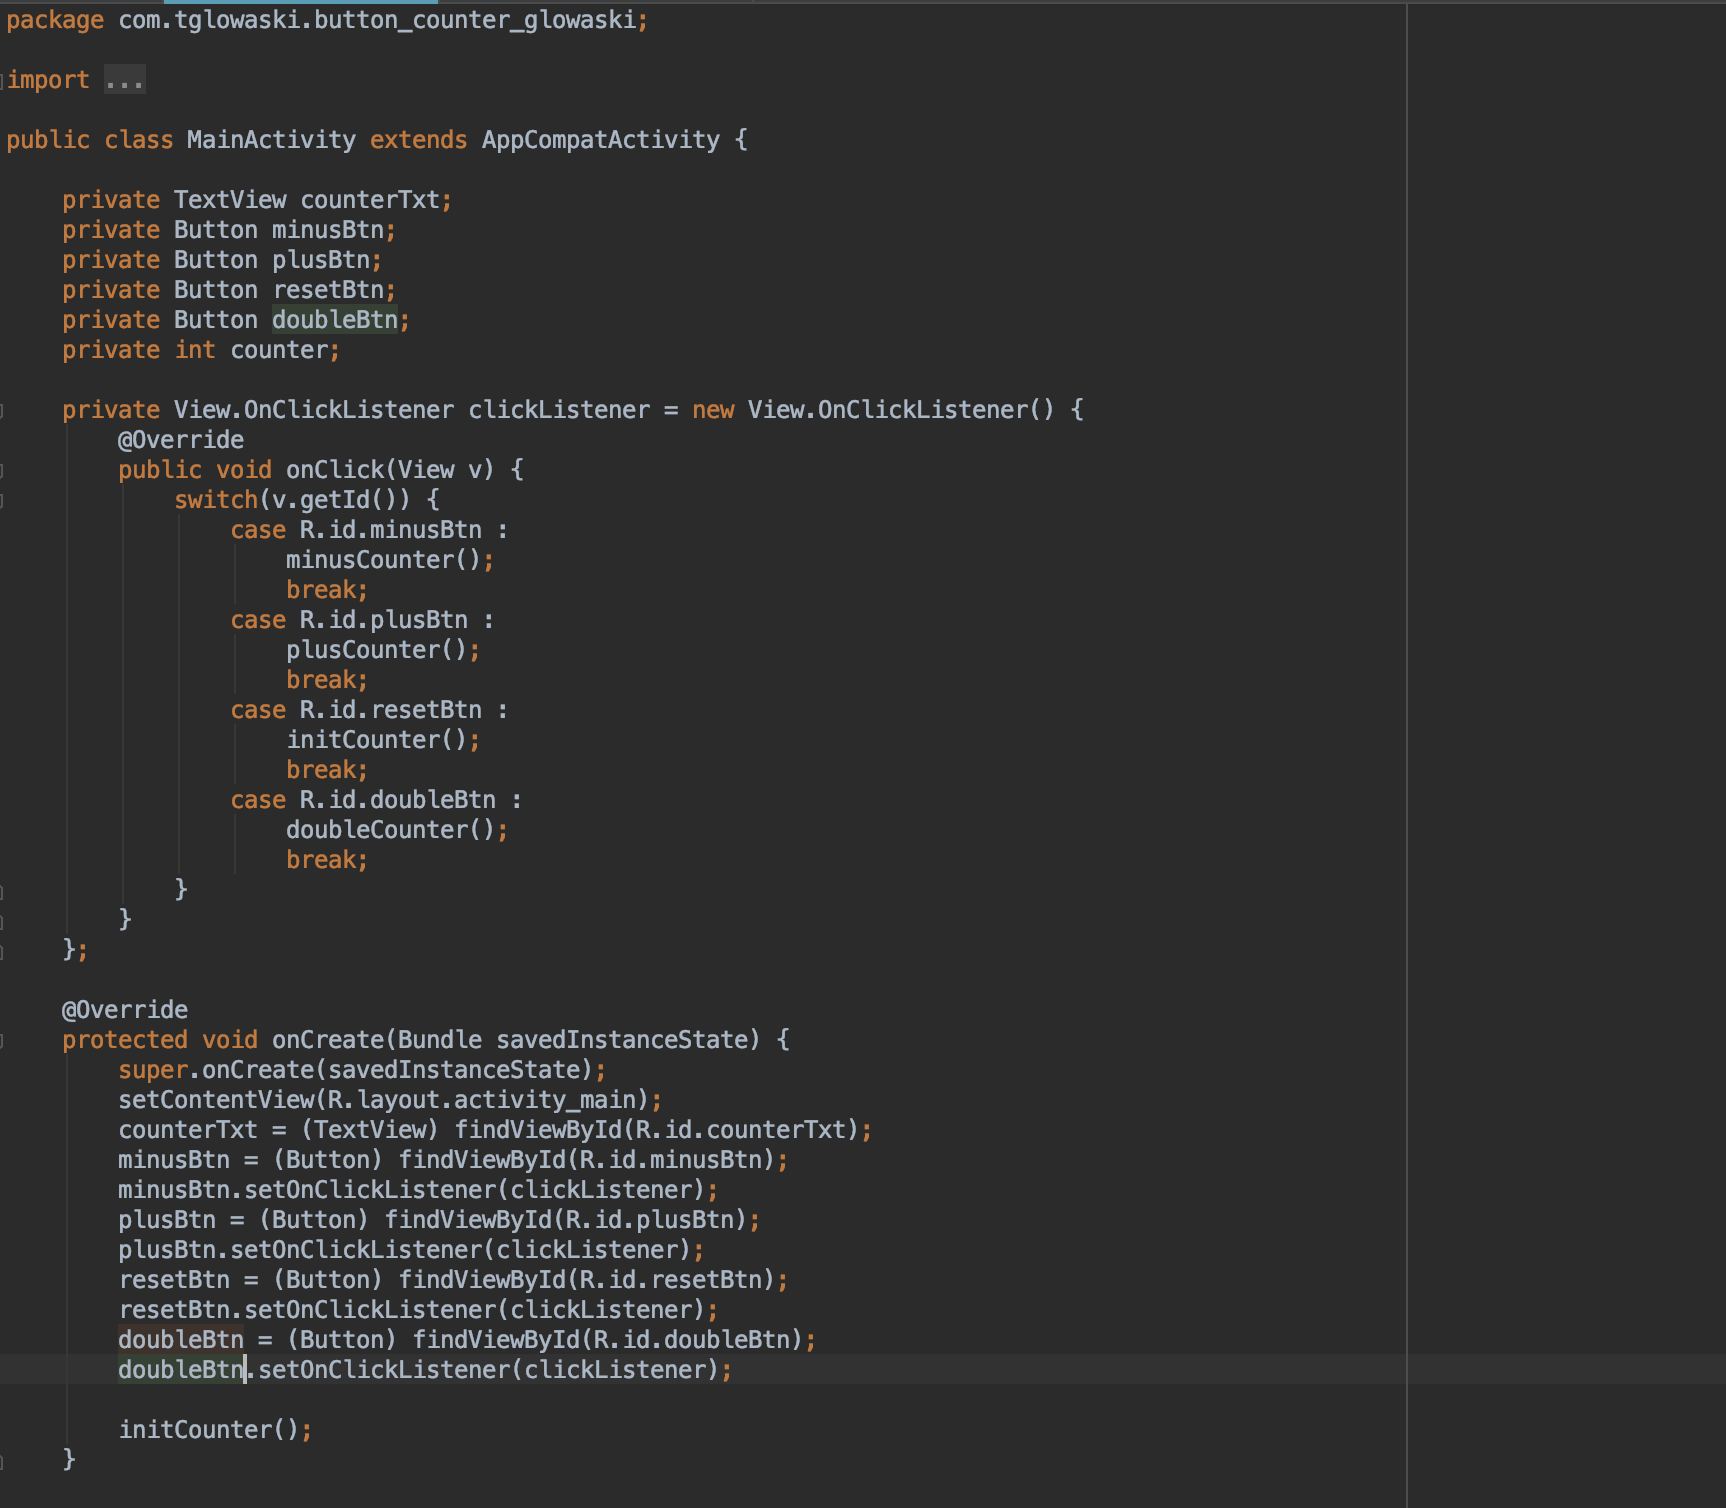 package com.tglowaski.button_counter_glowaski;
import ...
public class MainActivity extends AppCompatActivity {
private TextView counterTxt;
private Button minusBtn;
private Button plusBtn;
private Button resetBtn;
private Button doubleBtn;
private int counter;
private View.OnClickListener clickListener = new View.OnClickListener() {
@Override
public void onClick(View v) {
switch(v.getId()) {
case R.id.minusBtn :
minusCounter();
break;
case R.id.plusBtn :
plusCounter();
break;
case R.id.resetBtn :
initCounter();
break;
case R.id.doubleBtn :
doubleCounter();
break;
}
}
};
@Override
protected void onCreate(Bundle savedInstanceState) {
super.onCreate(savedInstanceState);
setContentView(R.layout.activity_main);
counterTxt = (TextView) findViewById(R.id.counterTxt);
minusBtn = (Button) findViewById(R.id.minusBtn);
minusBtn.setOnClickListener(clickListener);
plusBtn = (Button) findViewById(R.id.plusBtn);
plusBtn.setOnClickListener(clickListener);
resetBtn = (Button) findViewById(R.id.resetBtn);
resetBtn.setOnClickListener(clickListener);
doubleBtn = (Button) findViewById(R.id.doubleBtn);
doubleBtn.setOnClickListener(clickListener);
initCounter();
}